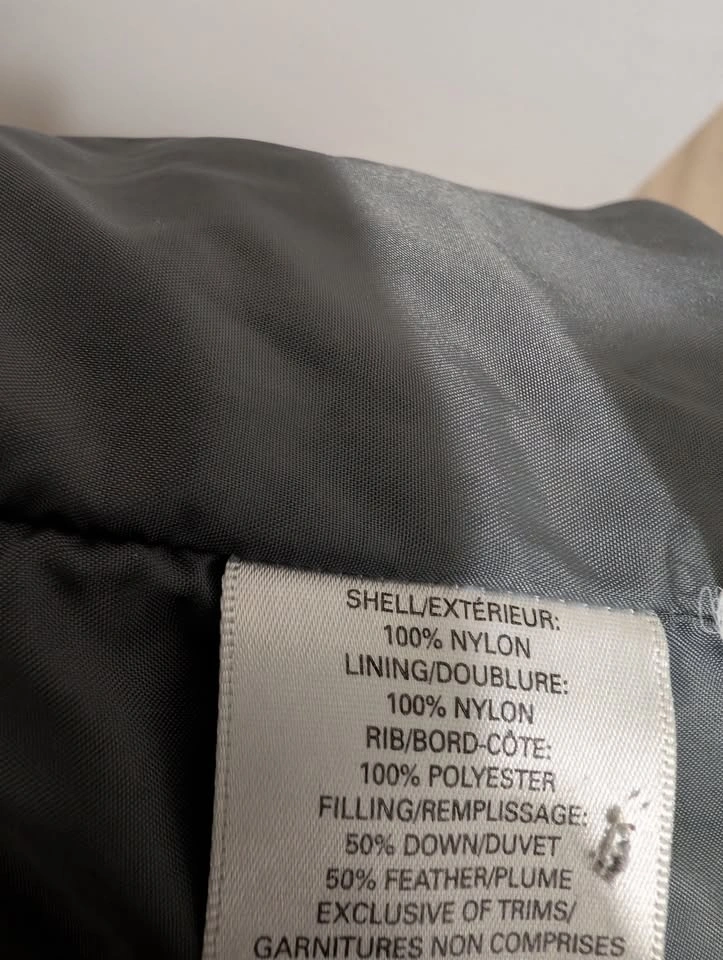 SHELL/EXTÉRIEUR:
100% NYLON
LINING/DOUBLURE:
100% NYLON
RIB/BORD-CÔTE:
100% POLYESTER
FILLING/REMPLISSAGE:
50% DOWN/DUVET
50% FEATHER/PLUME
EXCLUSIVE OF TRIMS/
GARNITURES NON COMPRISES